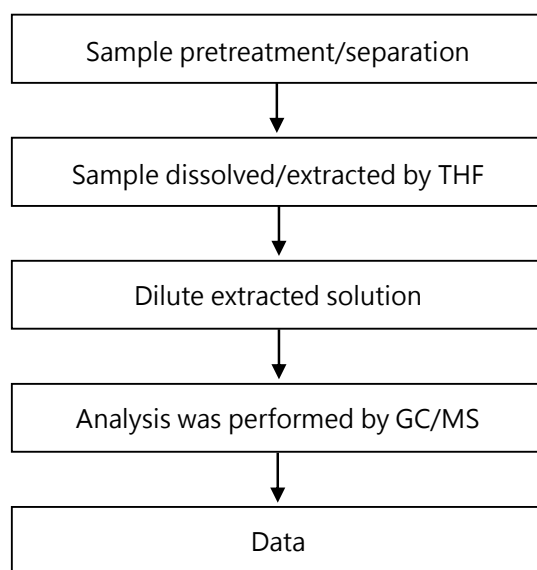 Sample pretreatment/separation
Sample dissolved/extracted by THF
Dilute extracted solution
Analysis was performed by GC/MS
Data